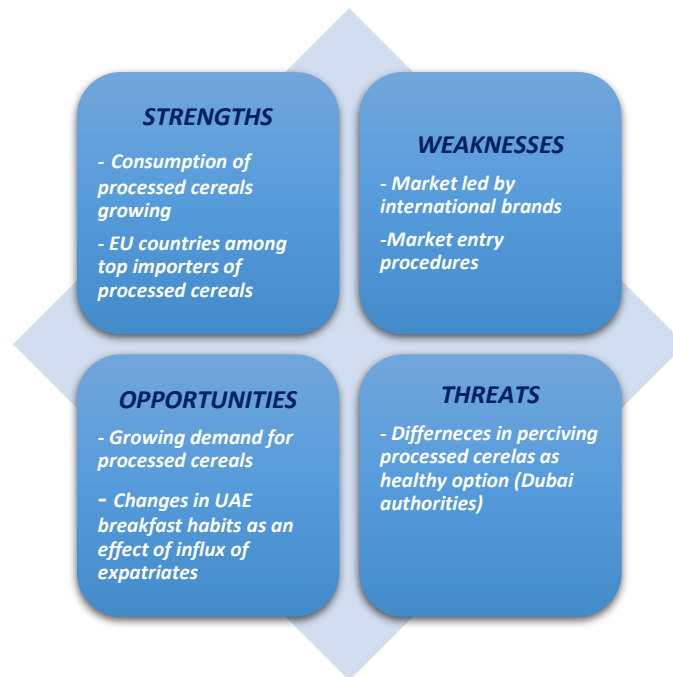 STRENGTHS
- Consumption of
processed cereals
growing
- EU countries among
top importers of
processed cereals
WEAKNESSES
- Market led by
international brands
-Market entry
procedures
OPPORTUNITIES
- Growing demand for
processed cereals
- Changes in UAE
breakfast habits as an
effect of influx of
expatriates
THREATS
- Differneces in perciving
processed cerelas as
healthy option (Dubai
authorities)